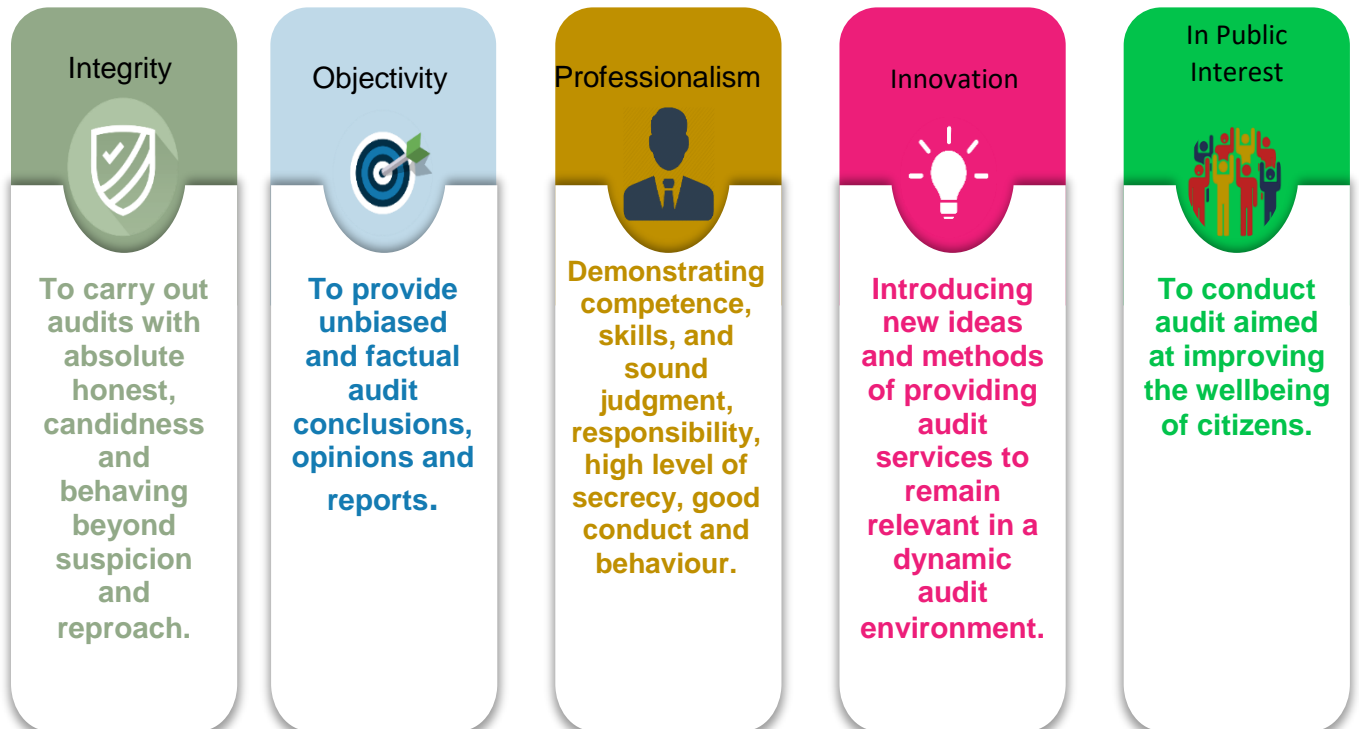 Integrity
To carry out
audits with
absolute
honest,
candidness
and
behaving
beyond
suspicion
and
reproach.
Objectivity
To provide
unbiased
and factual
audit
conclusions,
opinions and
reports.
Professionalism
Demonstrating
competence,
skills, and
sound
judgment,
responsibility,
high level of
secrecy, good
conduct and
behaviour.
Innovation
Introducing
new ideas
and methods
of providing
audit
services to
remain
relevant in a
dynamic
audit
environment.
In Public
Interest
To conduct
audit aimed
at improving
the wellbeing
of citizens.